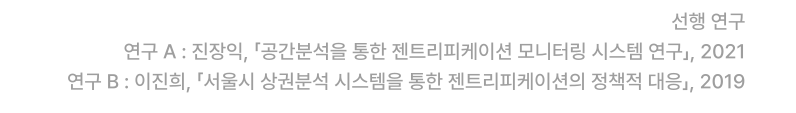 선행 연구
연구 A : 진장익, 「공간분석을 통한 젠트리피케이션 모니터링 시스템 연구」, 2021
연구 B : 이진희, 「서울시 상권분석 시스템을 통한 젠트리피케이션의 정책적 대응」, 2019